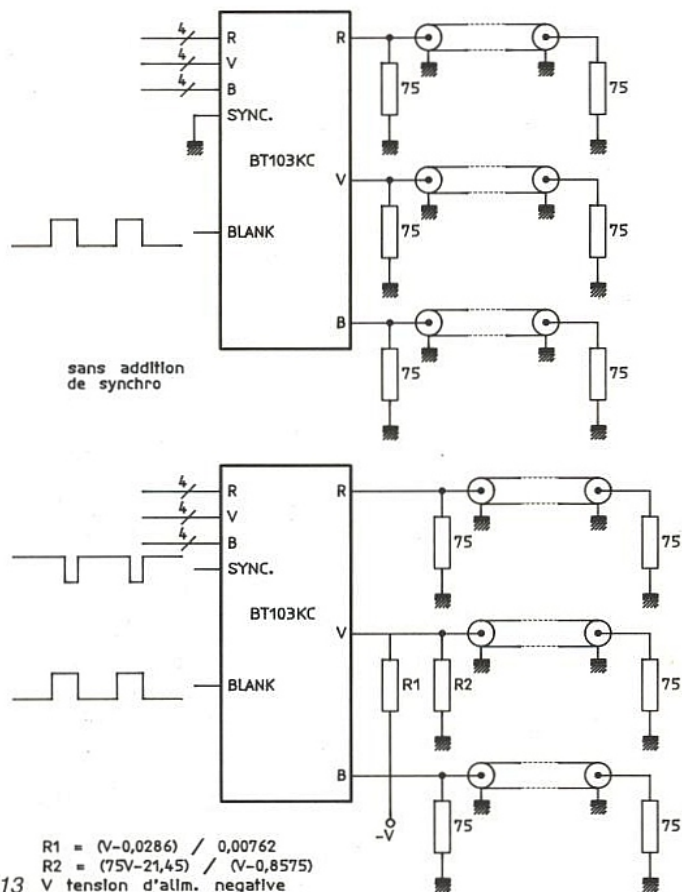 4 R
4 V
4 B
SYNC.
BT103KC
BLANK
R
V
B
75
75
75
75
75
75
sans addition
de synchro
4 R
4 V
4 B
SYNC.
BT103KC
BLANK
R
V
B
75
75
R1
R2
75
-V
75
75
R1 = (V-0,0286) / 0,00762
R2 = (75V-21,45) / (V-0,8575)
13 V tension d'alim. negative